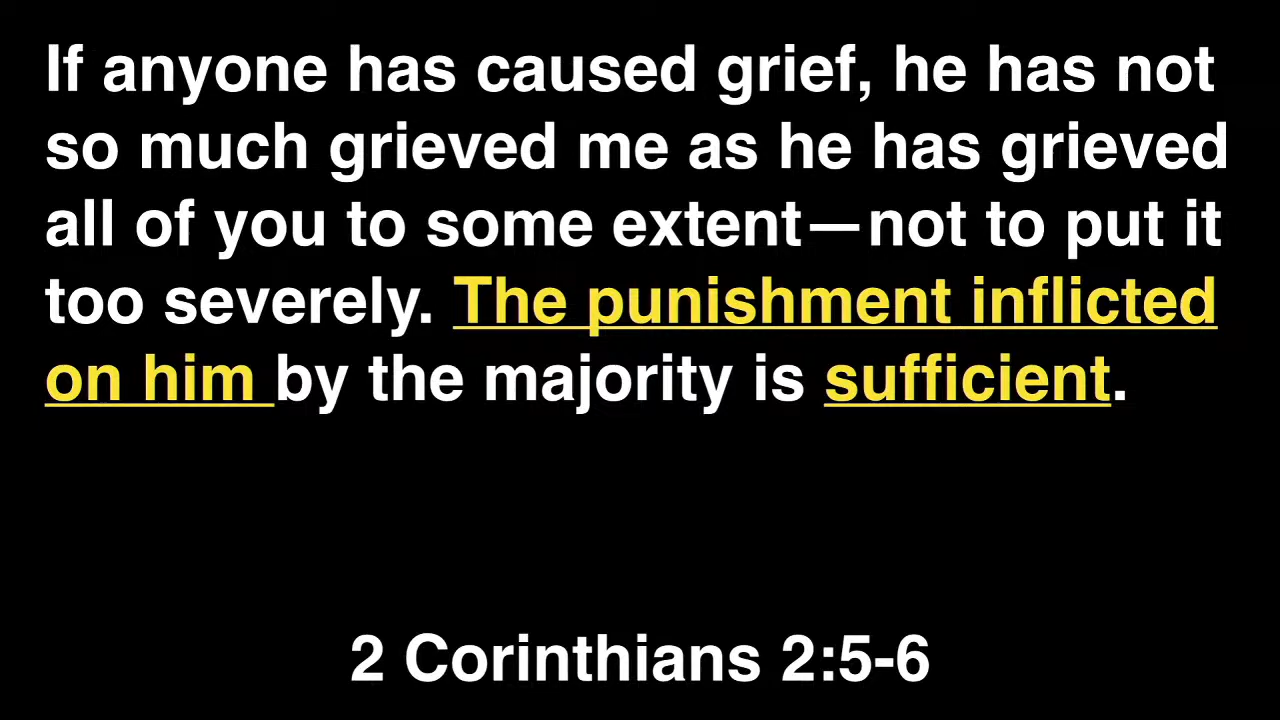 If anyone has caused grief, he has not
so much grieved me as he has grieved
all of you to some extent—not to put it
too severely. The punishment inflicted
on him by the majority is sufficient.
2 Corinthians 2:5-6